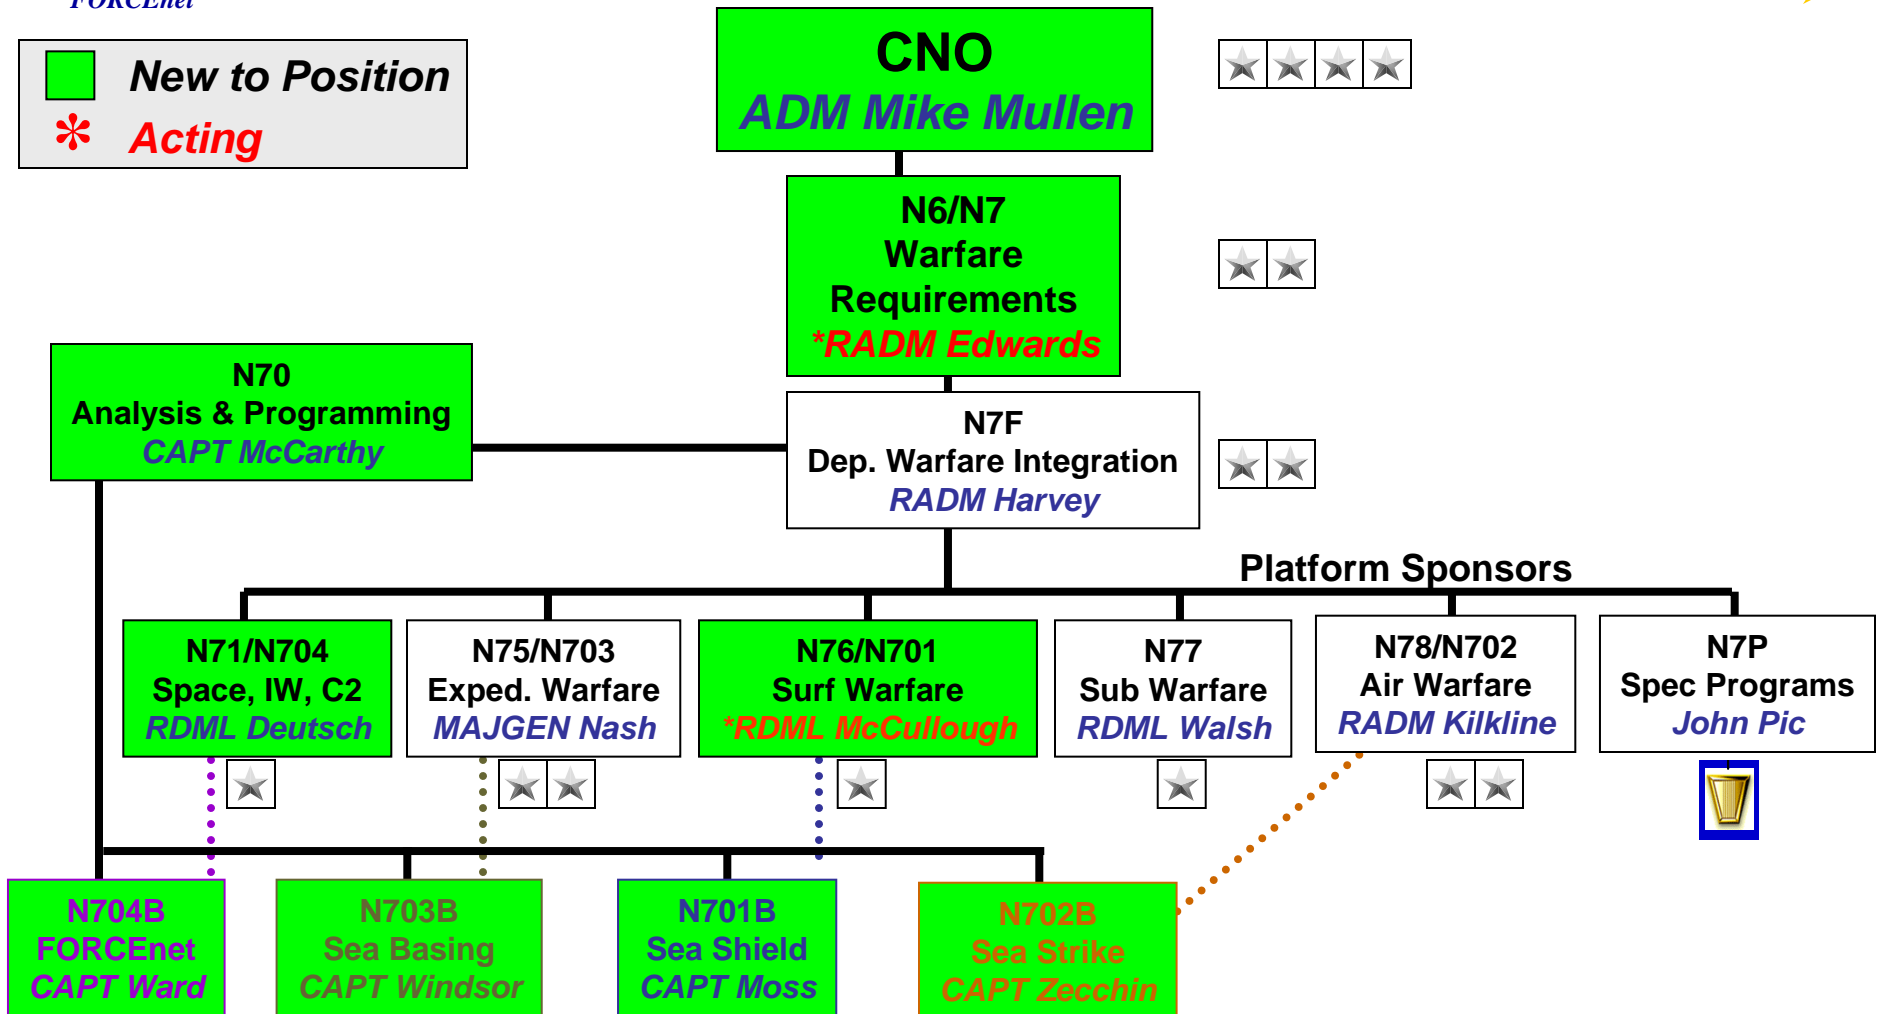 FORCEnet
New to Position
* Acting
CNO
ADM Mike Mullen
N6/N7
Warfare
Requirements
*RADM Edwards
N70
Analysis & Programming
CAPT McCarthy
N7F
Dep. Warfare Integration
RADM Harvey
Platform Sponsors
N71/N704
Space, IW, C2
RDML Deutsch
N75/N703
Exped. Warfare
MAJGEN Nash
N76/N701
Surf Warfare
*RDML McCullough
N77
Sub Warfare
RDML Walsh
N78/N702
Air Warfare
RADM Kilkline
N7P
Spec Programs
John Pic
N704B
FORCEnet
CAPT Ward
N703B
Sea Basing
CAPT Windsor
N701B
Sea Shield
CAPT Moss
N702B
Sea Strike
CAPT Zecchin